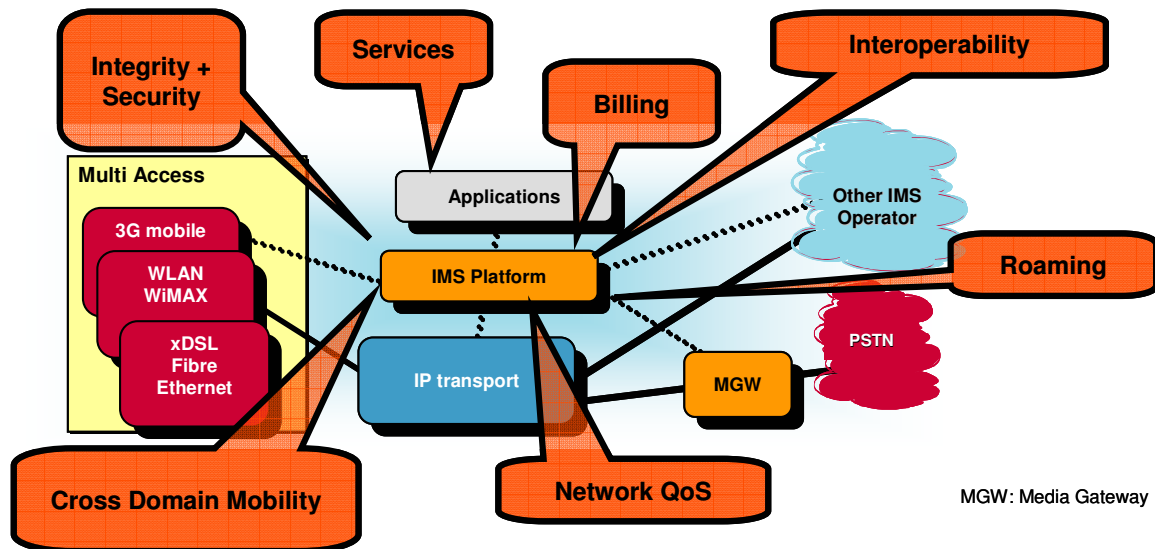 Integrity +
Security
Services
Interoperability
Billing
Multi Access
Applications
Other IMS
Operator
3G mobile
WLAN
WiMAX
IMS Platform
Roaming
xDSL
Fibre
Ethernet
IP transport
MGW
PSTN
Cross Domain Mobility
Network QoS
MGW: Media Gateway